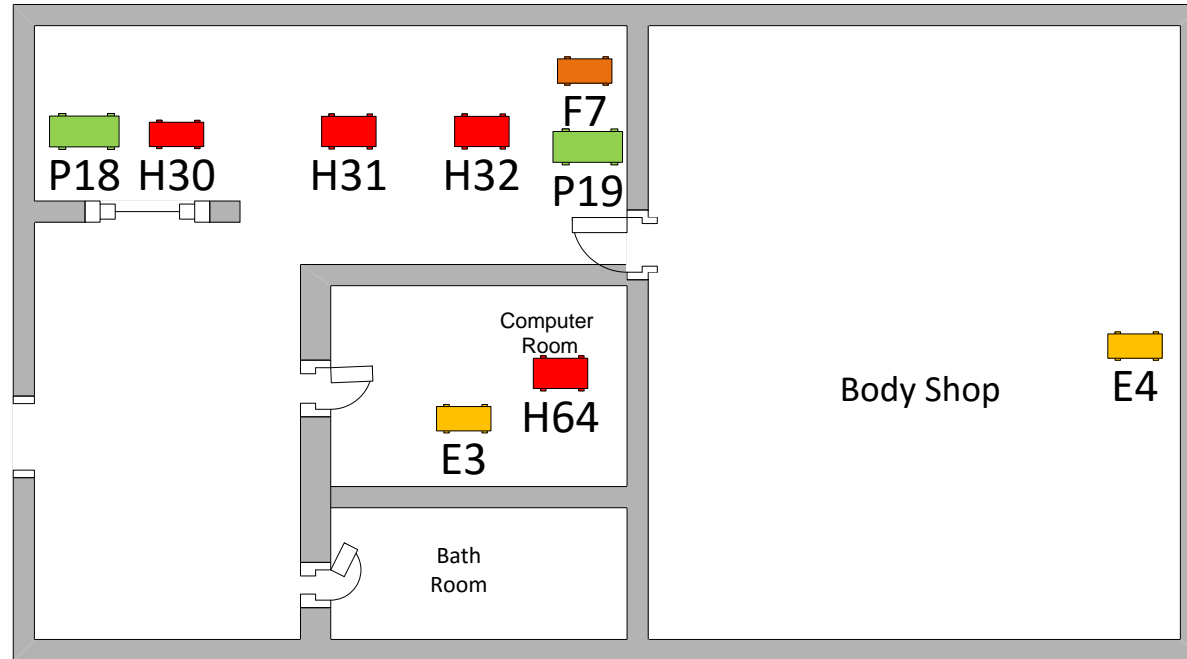 F7
P18 H30 H31 H32 P19
Computer
Room
H64
E3
Body Shop
E4
Bath
Room